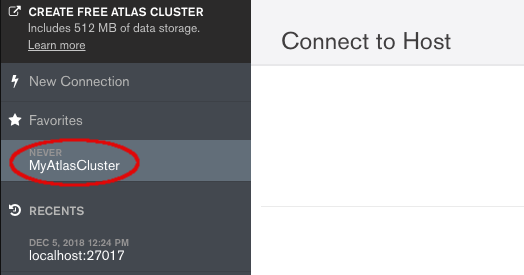 CREATE FREE ATLAS CLUSTER
Includes 512 MB of data storage.
Learn more
New Connection
Favorites
NEVER
MyAtlasCluster
RECENTS
DEC 5, 2018 12:24 PM
localhost:27017
Connect to Host